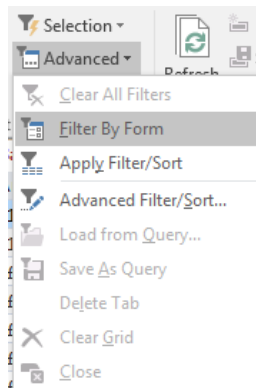 Selection
Advanced
Refresh
Clear All Filters
Filter By Form
Apply Filter/Sort
Advanced Filter/Sort...
Load from Query...
Save As Query
Delete Tab
Clear Grid
Close